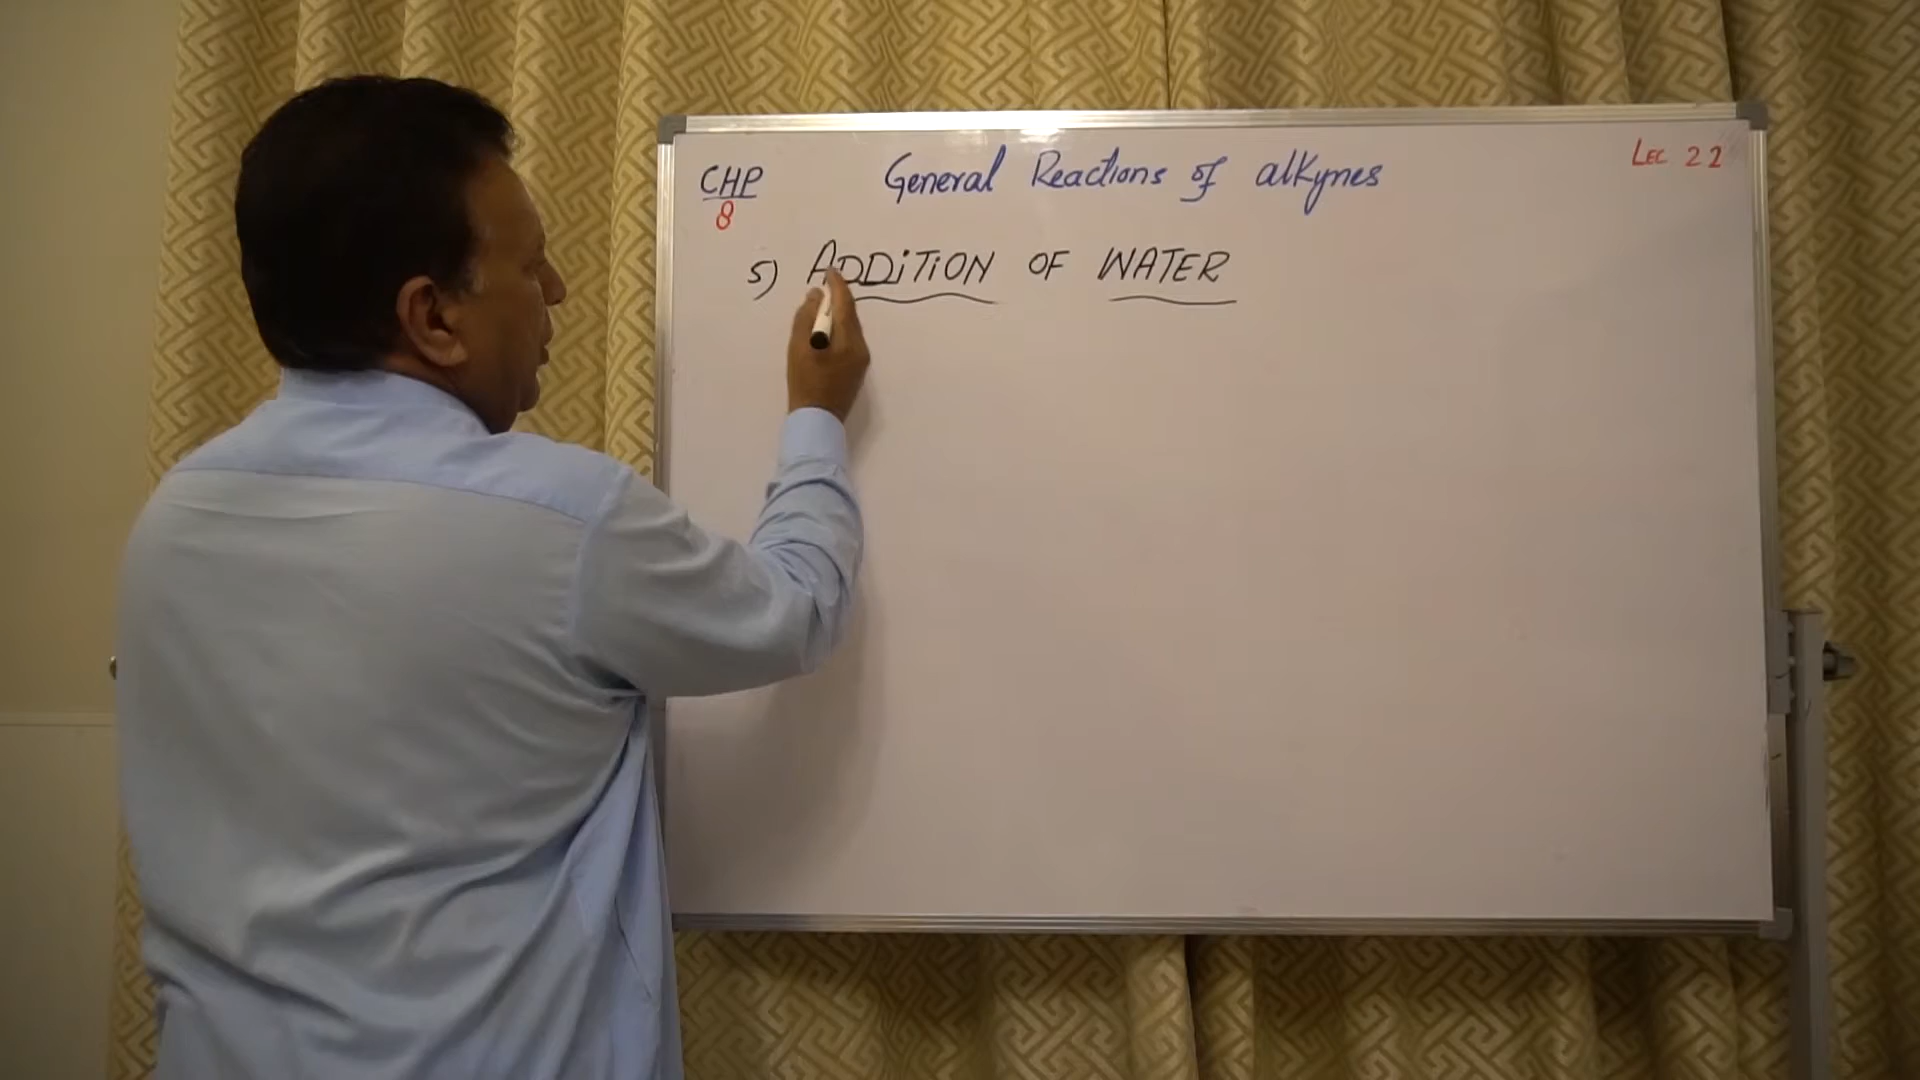 CHP General Reactions of alkynes Lec 22
8
5) ADDiTiON OF WATER